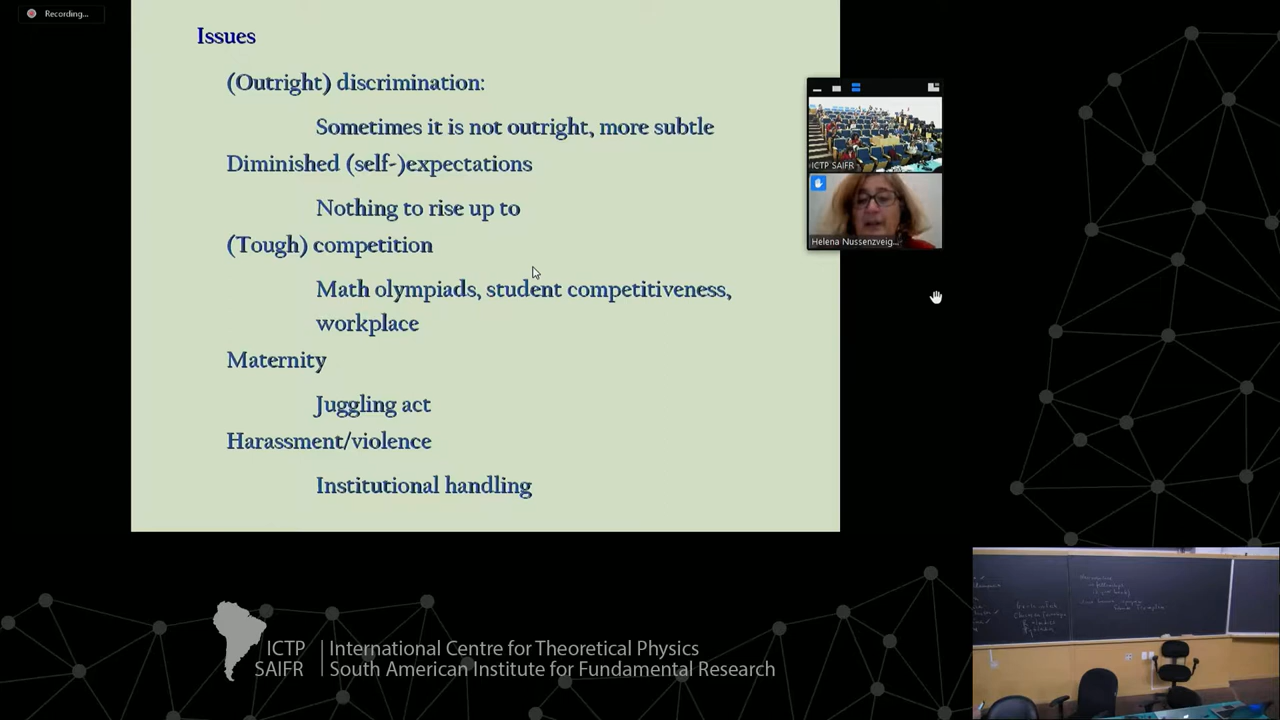 Recording...
Issues
(Outright) discrimination:
Sometimes it is not outright, more subtle
Diminished (self-)expectations
Nothing to rise up to
(Tough) competition
Math olympiads, student competitiveness,
workplace
Maternity
Juggling act
Harassment/violence
Institutional handling
ICTP SAIFR
Helena Nussenzveig...
ICTP
International Centre for Theoretical Physics
SAIFR
South American Institute for Fundamental Research